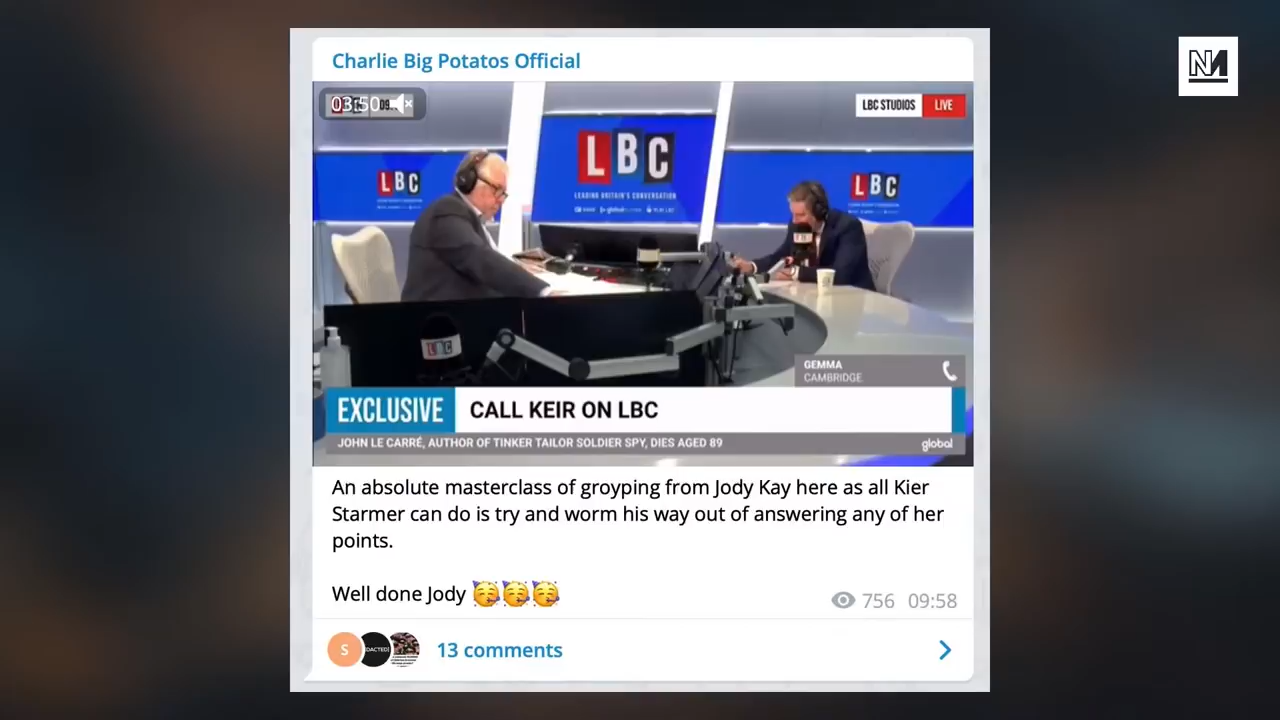 Charlie Big Potatos Official
03:50
LBC STUDIOS LIVE
LBC
LBC
LEADING BRITAIN'S CONVERSATION
LBC
LBC
GEMMA
CAMBRIDGE
EXCLUSIVE CALL KEIR ON LBC
JOHN LE CARRÉ, AUTHOR OF TINKER TAILOR SOLDIER SPY, DIES AGED 89 global
An absolute masterclass of groyping from Jody Kay here as all Kier
Starmer can do is try and worm his way out of answering any of her
points.
Well done Jody 🥳🥳🥳
756 09:58
S
13 comments